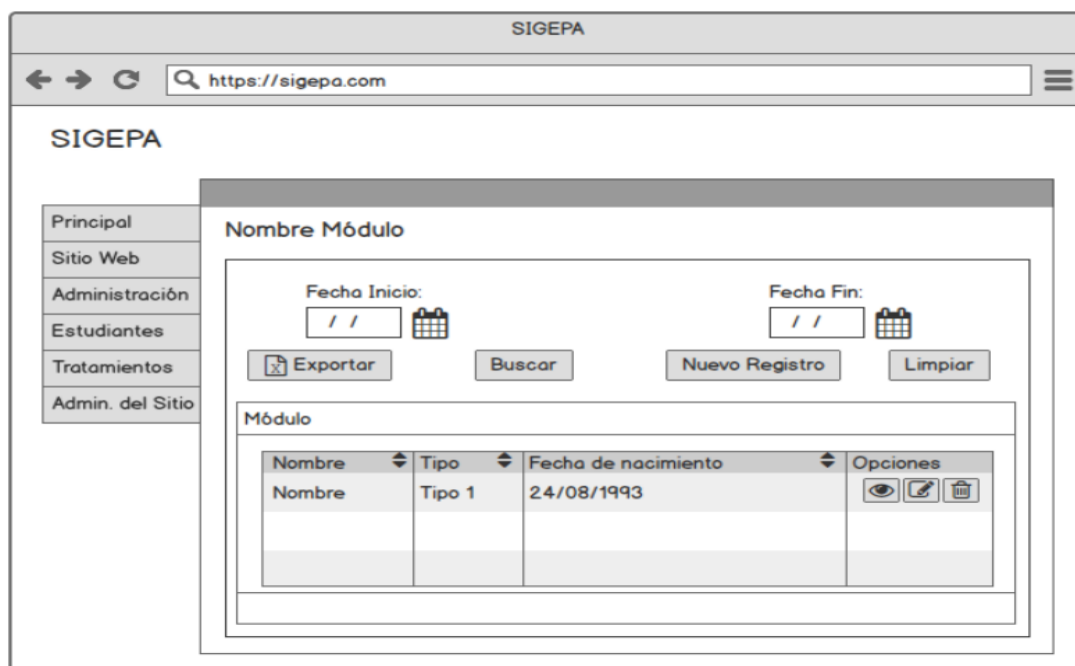 SIGEPA
https://sigepa.com
SIGEPA
Principal
Sitio Web
Administración
Estudiantes
Tratamientos
Admin. del Sitio
Nombre Módulo
Fecha Inicio: Fecha Fin:
/ / / /
Exportar Buscar Nuevo Registro Limpiar
Módulo
Nombre Tipo Fecha de nacimiento Opciones
Nombre Tipo 1 24/08/1993